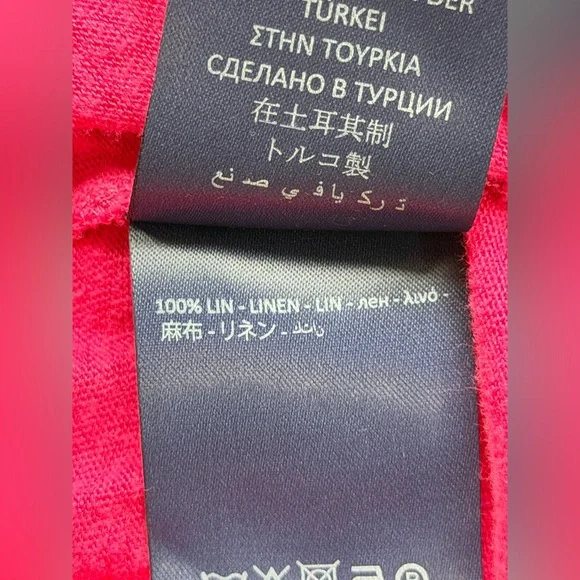 DER
TÜRKEI
ΣΤΗΝ ΤΟΥΡΚΙΑ
СДЕЛАНО В ТУРЦИИ
在土耳其制
トルコ製
تركيا في صنع
100% LIN - LINEN - LIN - лен - λινό -
麻布 - リネン -